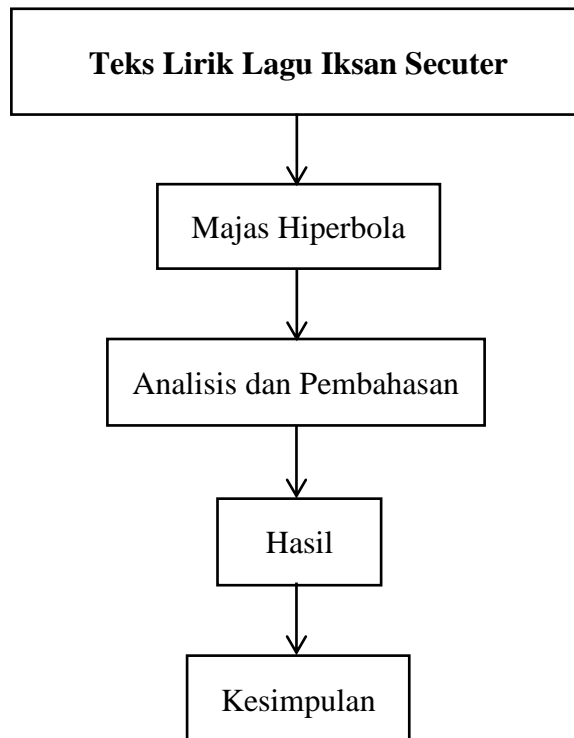 Teks Lirik Lagu Iksan Secuter
Majas Hiperbola
Analisis dan Pembahasan
Hasil
Kesimpulan